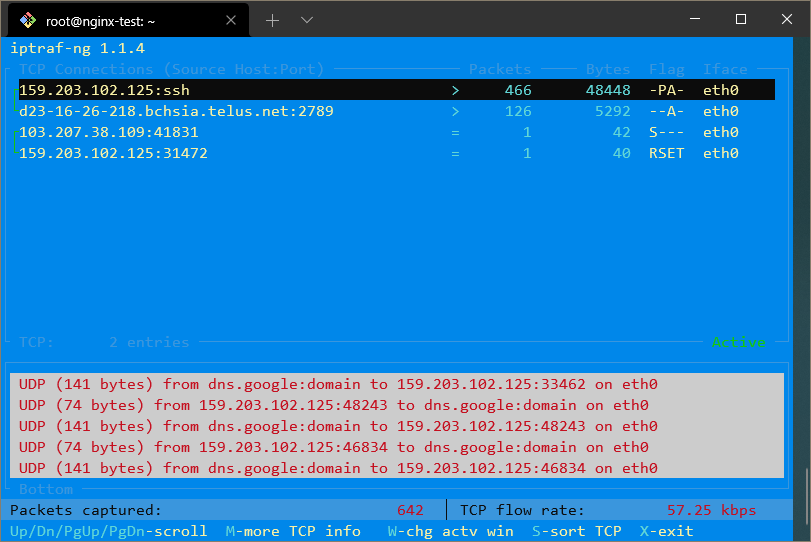 root@nginx-test: ~
iptraf-ng 1.1.4
TCP Connections (Source Host:Port) Packets Bytes Flag Iface
159.203.102.125:ssh > 466 48448 -PA- eth0
d23-16-26-218.bchsia.telus.net:2789 > 126 5292 --A- eth0
103.207.38.109:41831 = 1 42 S--- eth0
159.203.102.125:31472 = 1 40 RSET eth0
TCP: 2 entries Active
UDP (141 bytes) from dns.google:domain to 159.203.102.125:33462 on eth0
UDP (74 bytes) from 159.203.102.125:48243 to dns.google:domain on eth0
UDP (141 bytes) from dns.google:domain to 159.203.102.125:48243 on eth0
UDP (74 bytes) from 159.203.102.125:46834 to dns.google:domain on eth0
UDP (141 bytes) from dns.google:domain to 159.203.102.125:46834 on eth0
Bottom
Packets captured: 642 TCP flow rate: 57.25 kbps
Up/Dn/PgUp/PgDn-scroll M-more TCP info W-chg actv win S-sort TCP X-exit